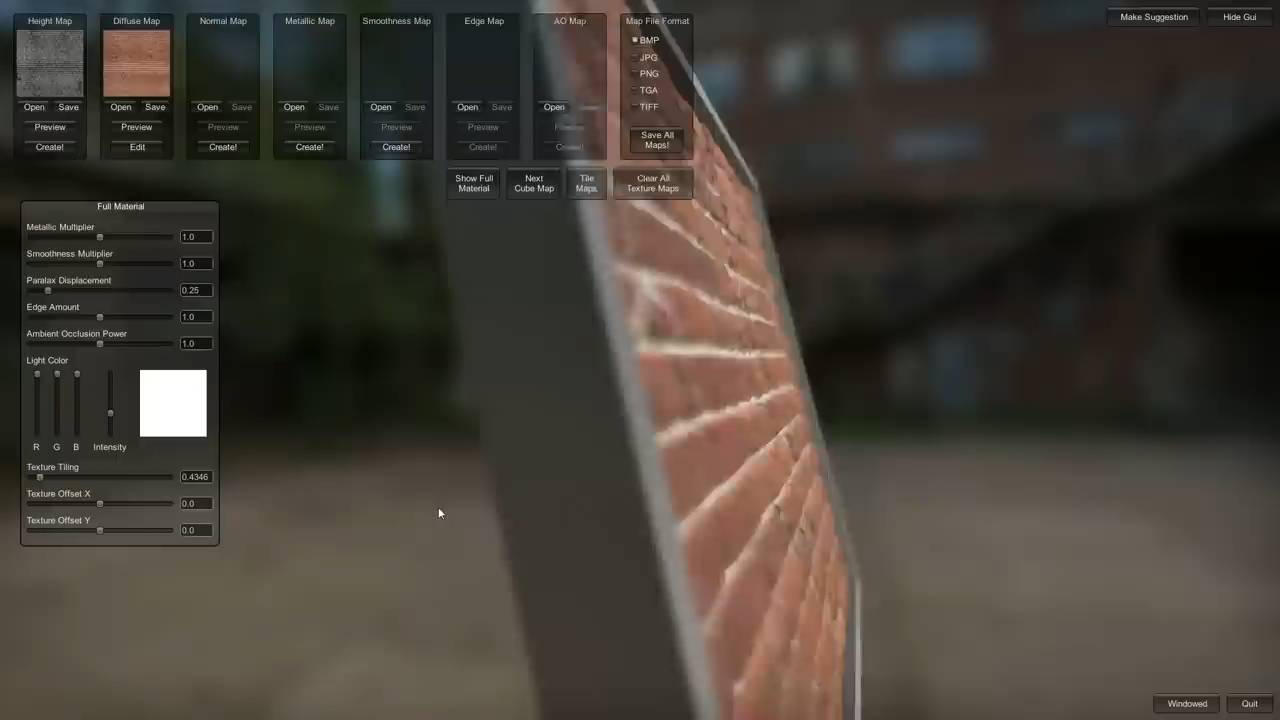 Height Map
Open Save
Preview
Create!
Diffuse Map
Open Save
Preview
Edit
Normal Map
Open Save
Preview
Create!
Metallic Map
Open Save
Preview
Create!
Smoothness Map
Open Save
Preview
Create!
Edge Map
Open Save
Preview
Create!
AO Map
Open
Preview
Create!
Map File Format
BMP
JPG
PNG
TGA
TIFF
Save All
Maps!
Make Suggestion
Hide Gui
Show Full
Material
Next
Cube Map
Tile
Maps
Clear All
Texture Maps
Full Material
Metallic Multiplier
1.0
Smoothness Multiplier
1.0
Paralax Displacement
0.25
Edge Amount
1.0
Ambient Occlusion Power
1.0
Light Color
R G B Intensity
Texture Tiling
0.4346
Texture Offset X
0.0
Texture Offset Y
0.0
Windowed
Quit